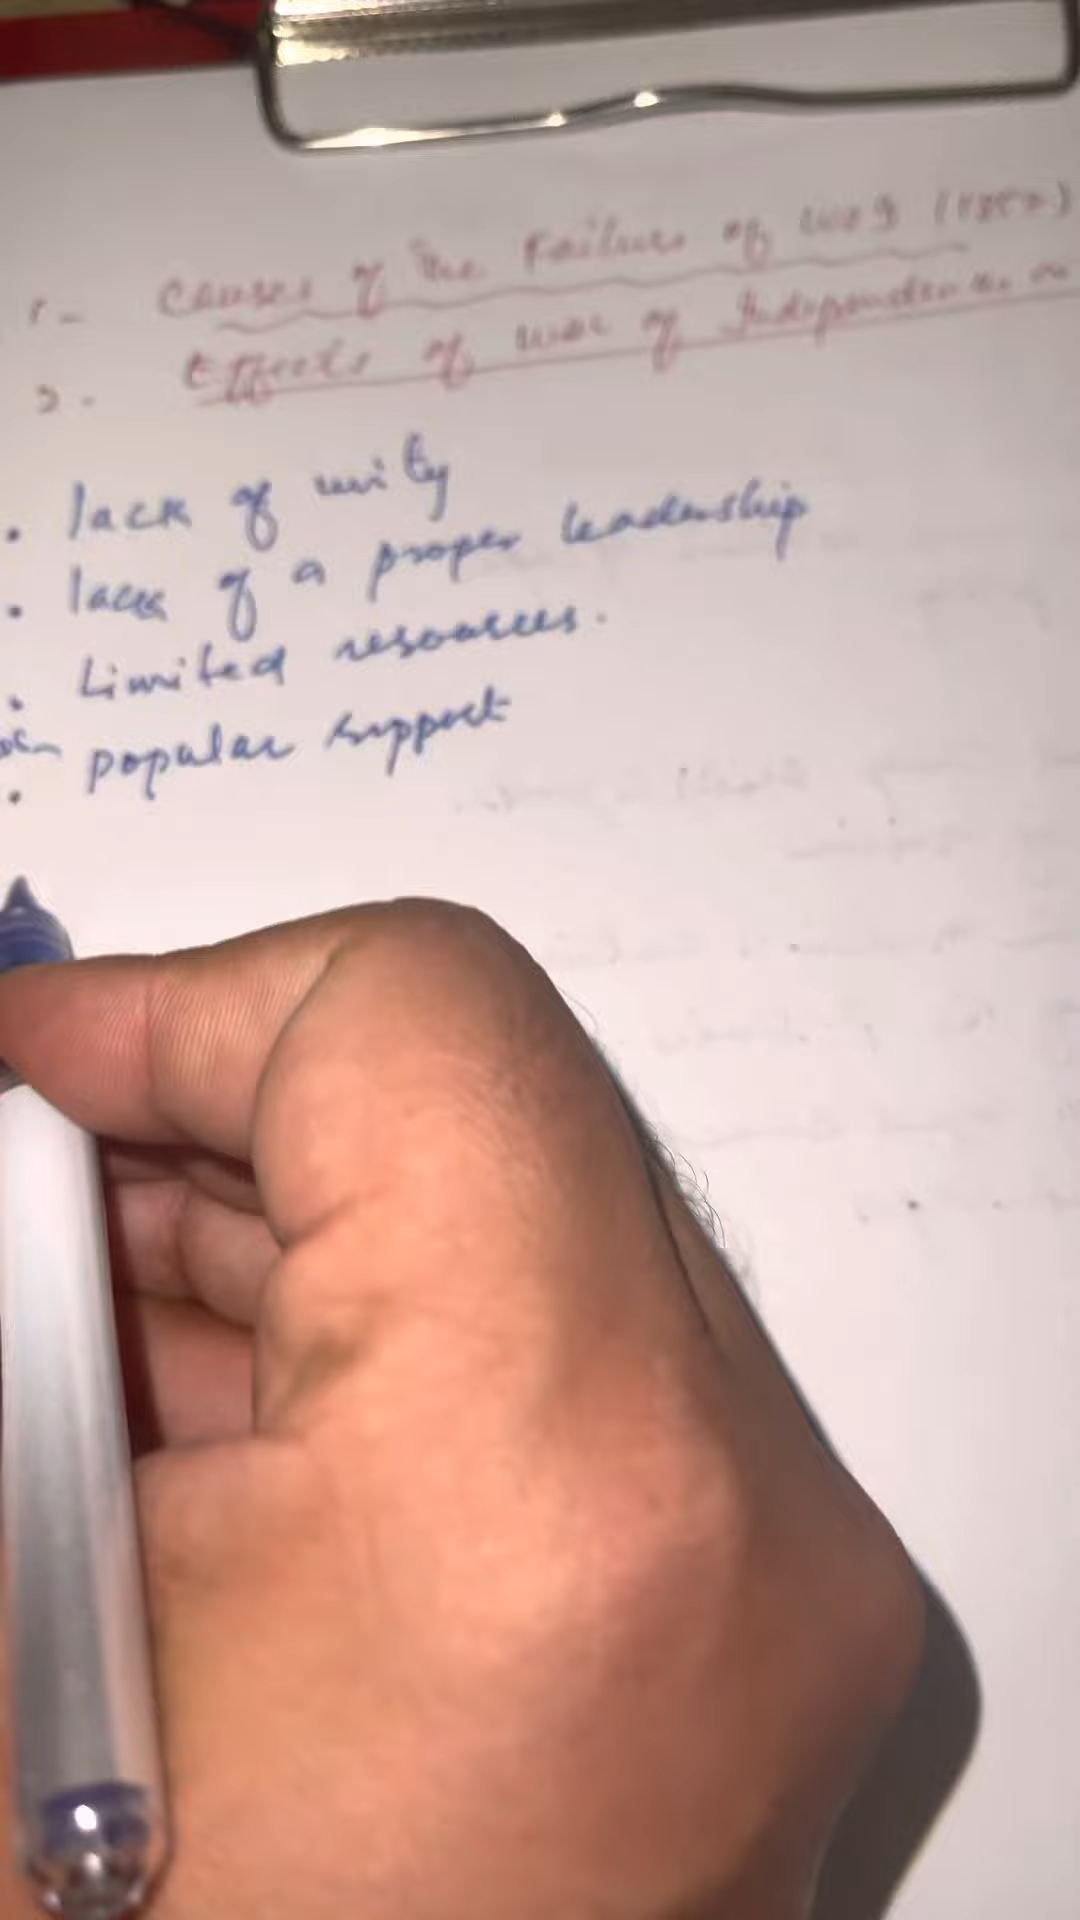 1- Causes of the Failure of WOI (1857)
2. Effects of war of Independence on
. lack of unity
. lack of a proper leadership
. Limited resources.
popular support
.